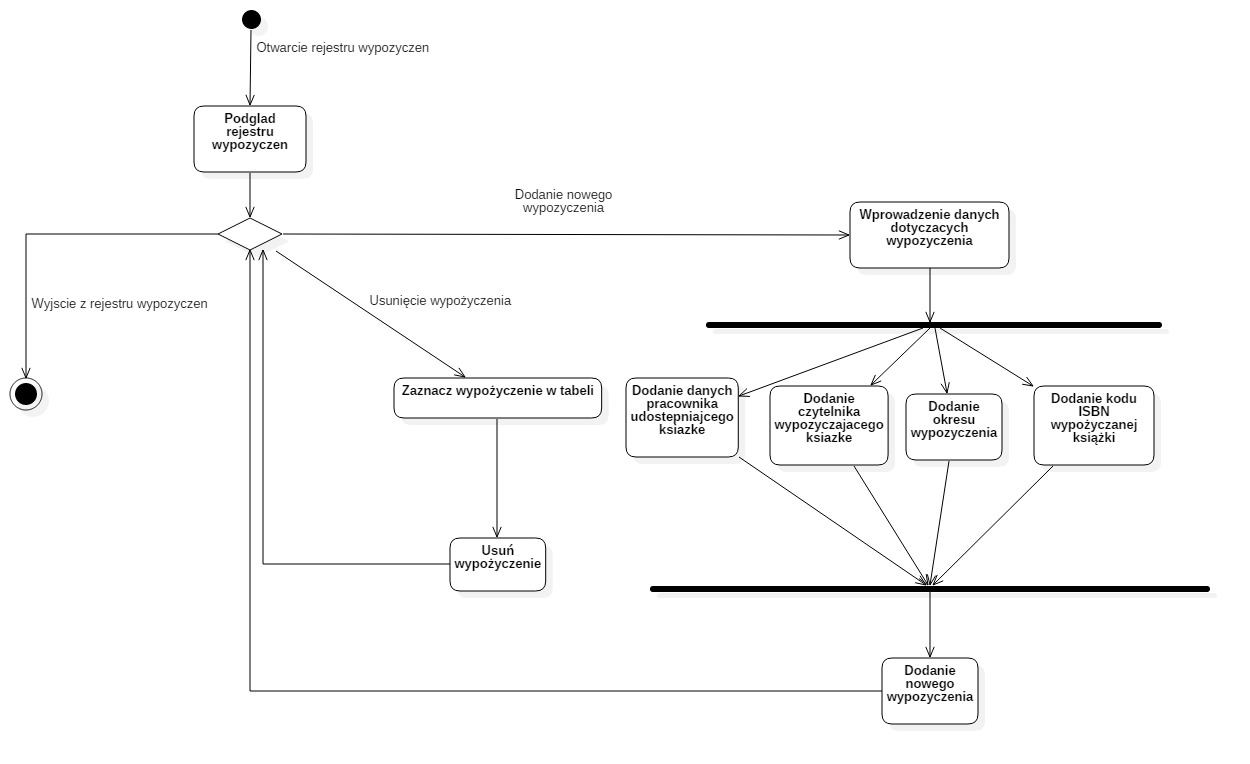 Otwarcie rejestru wypozyczen
Podglad
rejestru
wypozyczen
Dodanie nowego
wypozyczenia
Wprowadzenie danych
dotyczacych
wypozyczenia
Wyjscie z rejestru wypozyczen
Usunięcie wypożyczenia
Zaznacz wypożyczenie w tabeli
Dodanie danych
pracownika
udostepniajcego
ksiazke
Dodanie
czytelnika
wypozyczajacego
ksiazke
Dodanie
okresu
wypozyczenia
Dodanie kodu
ISBN
wypożyczanej
książki
Usuń
wypożyczenie
Dodanie
nowego
wypozyczenia